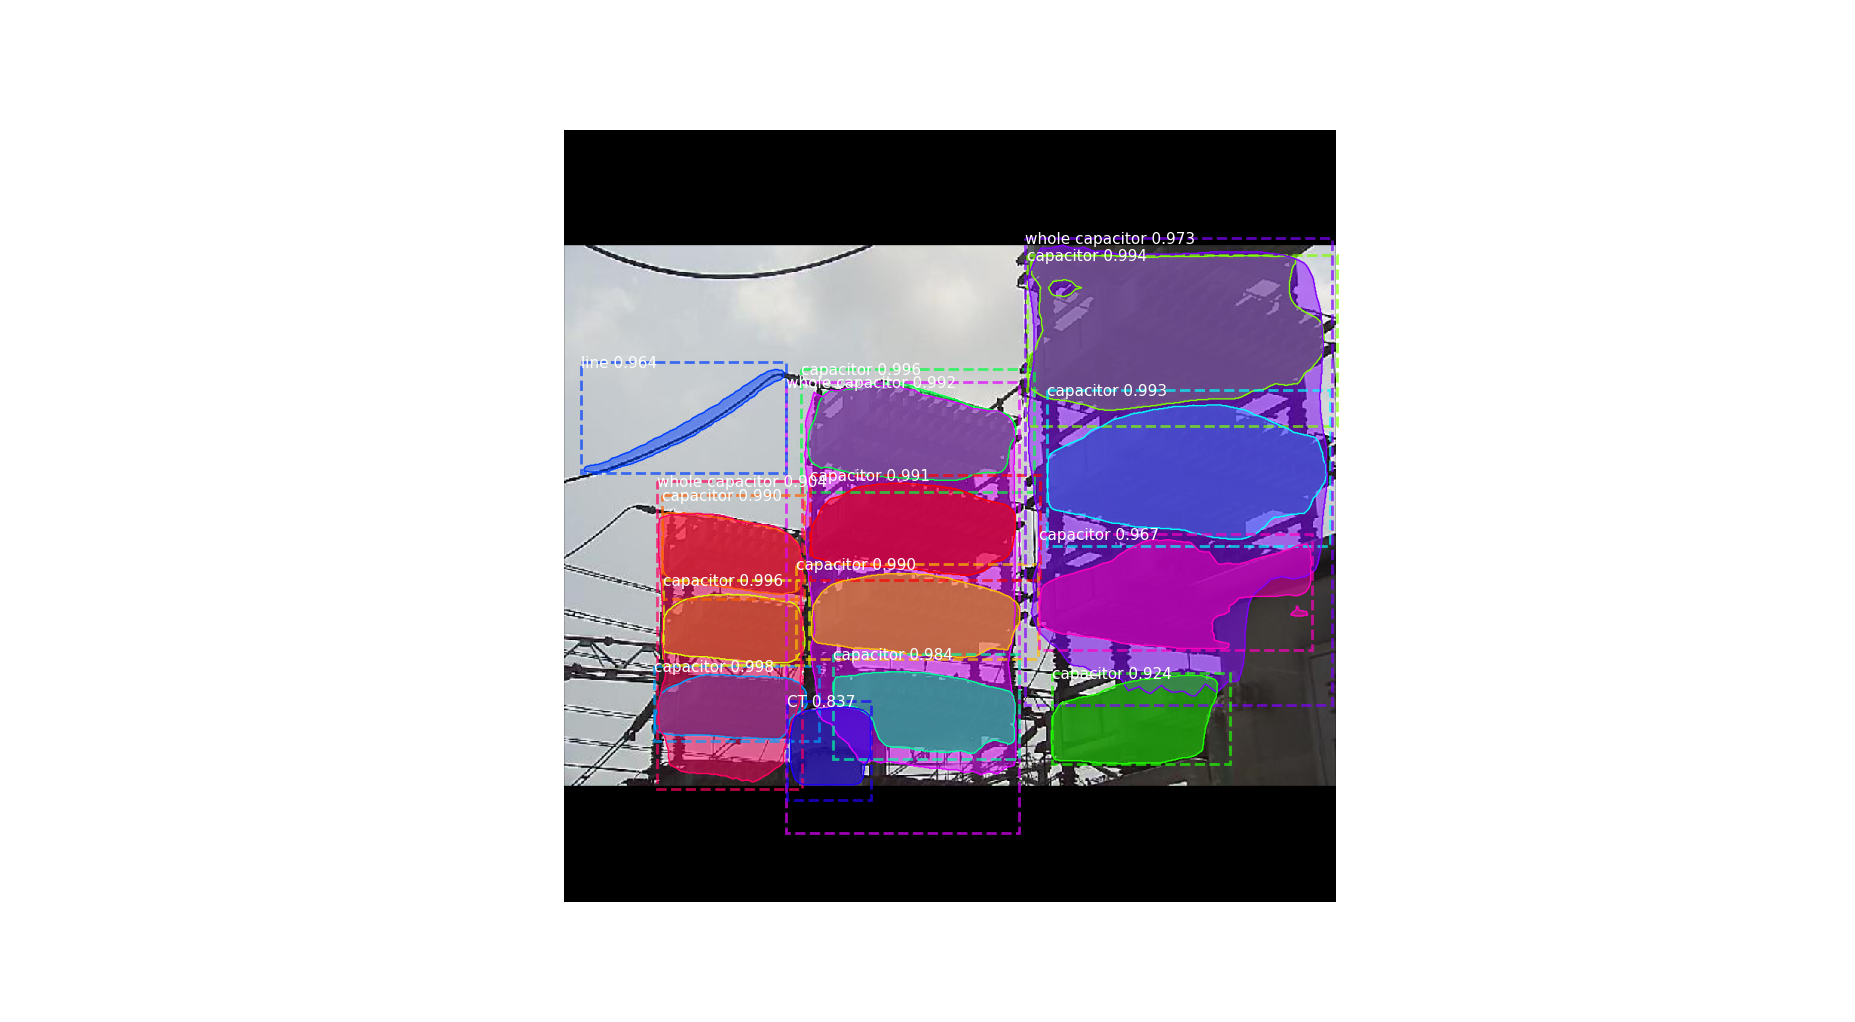 whole capacitor 0.973
capacitor 0.994
line 0.964
capacitor 0.996
whole capacitor 0.992
capacitor 0.993
capacitor 0.991
whole capacitor 0.904
capacitor 0.990
capacitor 0.967
capacitor 0.990
capacitor 0.996
capacitor 0.984
capacitor 0.998
capacitor 0.924
CT 0.837